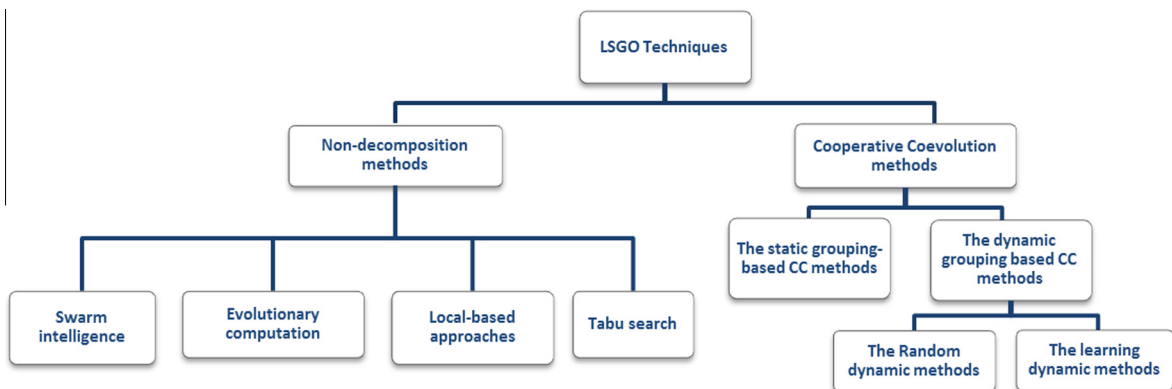 LSGO Techniques
Non-decomposition
methods
Cooperative Coevolution
methods
The static grouping-
based CC methods
The dynamic
grouping based CC
methods
Swarm
intelligence
Evolutionary
computation
Local-based
approaches
Tabu search
The Random
dynamic methods
The learning
dynamic methods